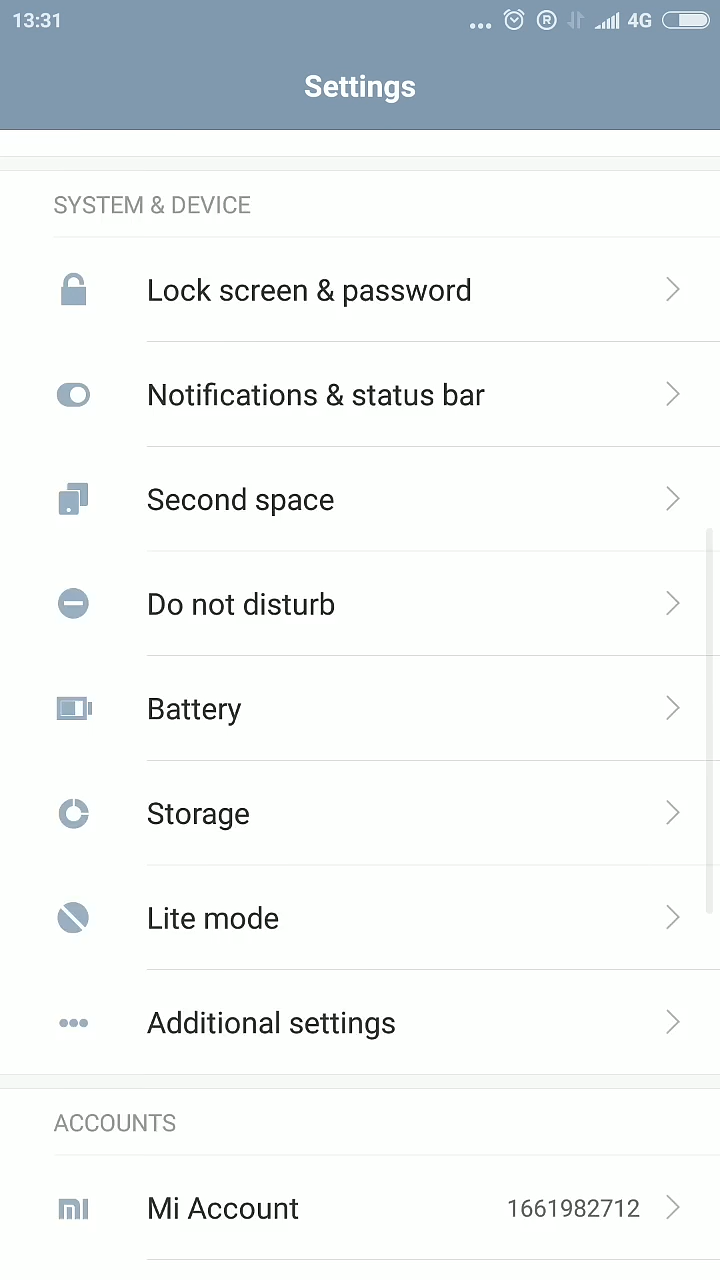 13:31 ... R 4G
Settings
SYSTEM & DEVICE
Lock screen & password
Notifications & status bar
Second space
Do not disturb
Battery
Storage
Lite mode
Additional settings
ACCOUNTS
mi Mi Account 1661982712